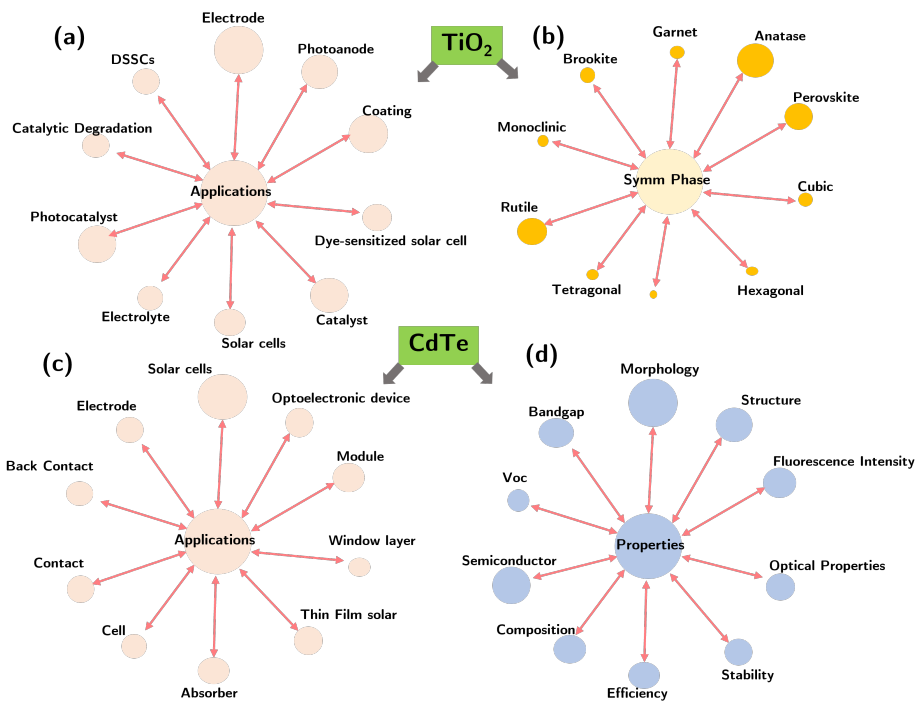 (a)
Electrode
TiO2
(b)
Garnet
Anatase
Photoanode
DSSCs
Brookite
Perovskite
Coating
Catalytic Degradation
Monoclinic
Applications
Symm Phase
Cubic
Photocatalyst
Rutile
Dye-sensitized solar cell
Electrolyte
Catalyst
Tetragonal
Hexagonal
Solar cells
CdTe
(c)
(d)
Solar cells
Morphology
Electrode
Optoelectronic device
Bandgap
Structure
Back Contact
Module
Voc
Fluorescence Intensity
Applications
Window layer
Properties
Contact
Semiconductor
Optical Properties
Cell
Thin Film solar
Composition
Stability
Absorber
Efficiency